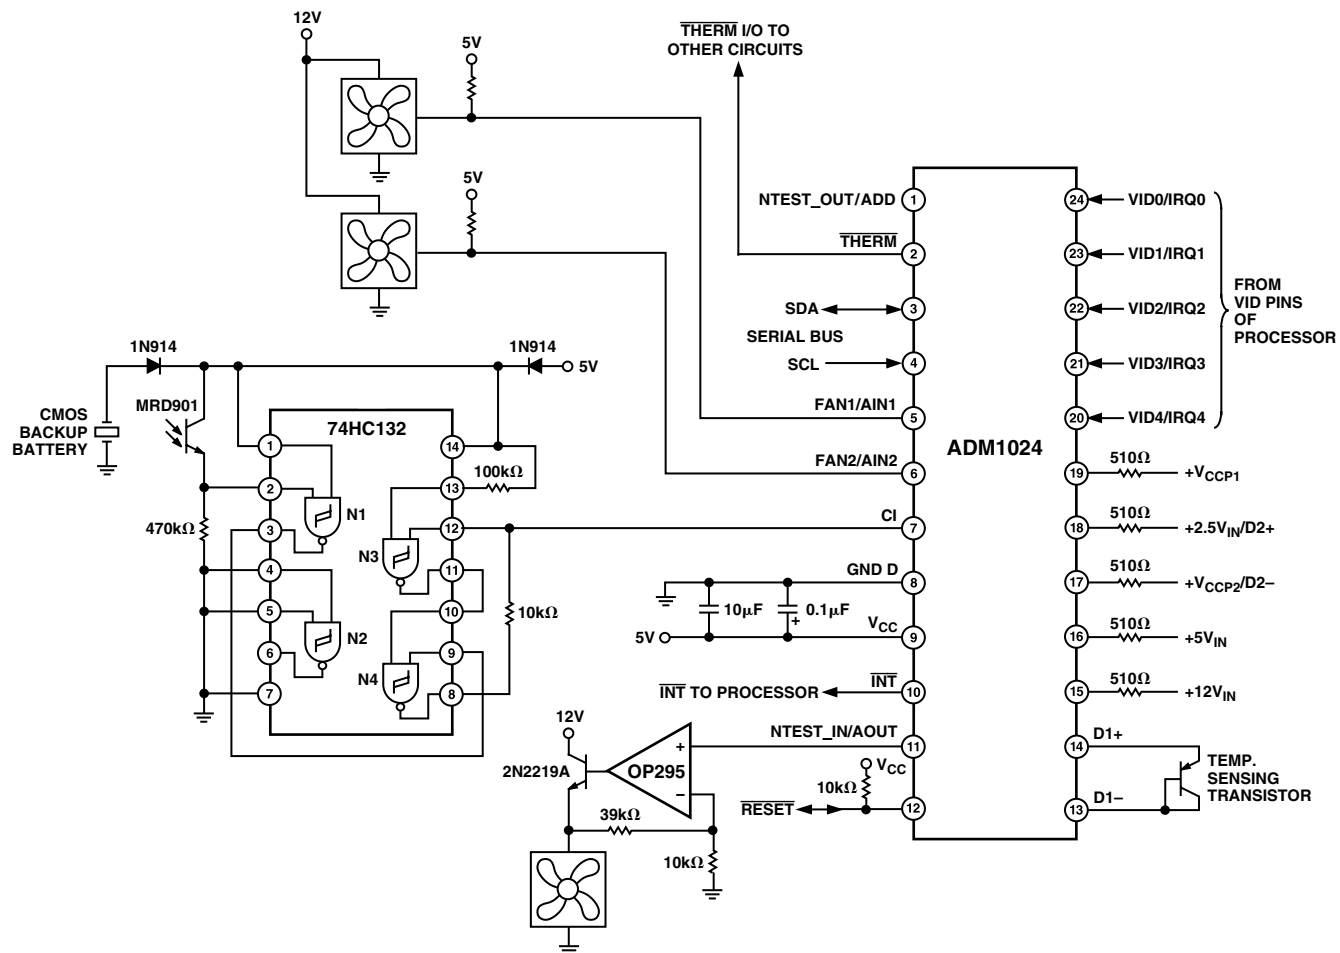 12V
5V
THERM I/O TO
OTHER CIRCUITS
5V
NTEST_OUT/ADD
1
THERM
2
SDA
3
SERIAL BUS
SCL
4
FAN1/AIN1
5
FAN2/AIN2
6
CI
7
GND D
8
10μF
0.1μF
+
5V
VCC
9
INT TO PROCESSOR
INT
10
NTEST_IN/AOUT
11
VCC
10kΩ
RESET
12
ADM1024
24
VID0/IRQ0
23
VID1/IRQ1
22
VID2/IRQ2
21
VID3/IRQ3
20
VID4/IRQ4
FROM
VID PINS
OF
PROCESSOR
19
510Ω
+VCCP1
18
510Ω
+2.5VIN/D2+
17
510Ω
+VCCP2/D2–
16
510Ω
+5VIN
15
510Ω
+12VIN
14
D1+
13
D1–
TEMP.
SENSING
TRANSISTOR
1N914
1N914
5V
MRD901
CMOS
BACKUP
BATTERY
470kΩ
74HC132
1
2
3
4
5
6
7
14
13
12
11
10
9
8
N1
N2
N3
N4
100kΩ
10kΩ
12V
2N2219A
OP295
+
–
39kΩ
10kΩ